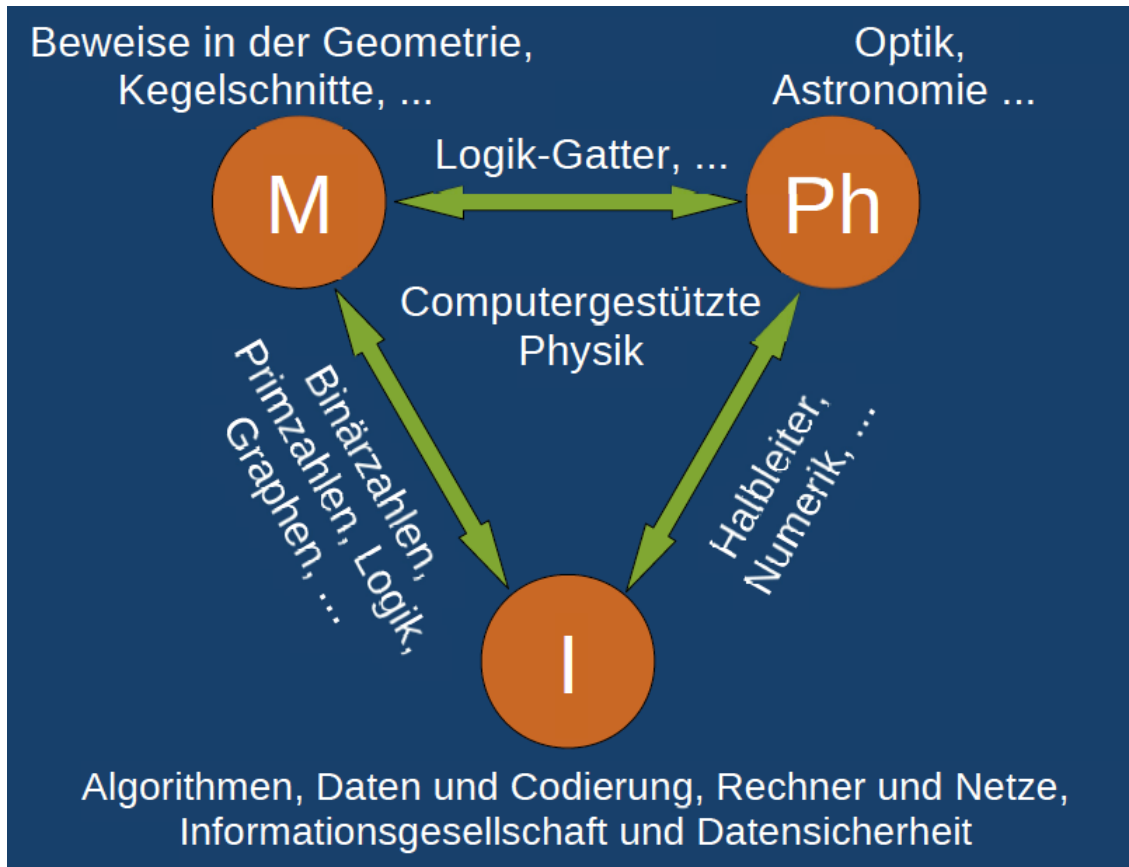 Beweise in der Geometrie,
Kegelschnitte, ...
Optik,
Astronomie ...
Logik-Gatter, ...
M
Ph
Computergestützte
Physik
Binärzahlen,
Primzahlen, Logik,
Graphen, ...
Halbleiter,
Numerik, ...
I
Algorithmen, Daten und Codierung, Rechner und Netze,
Informationsgesellschaft und Datensicherheit